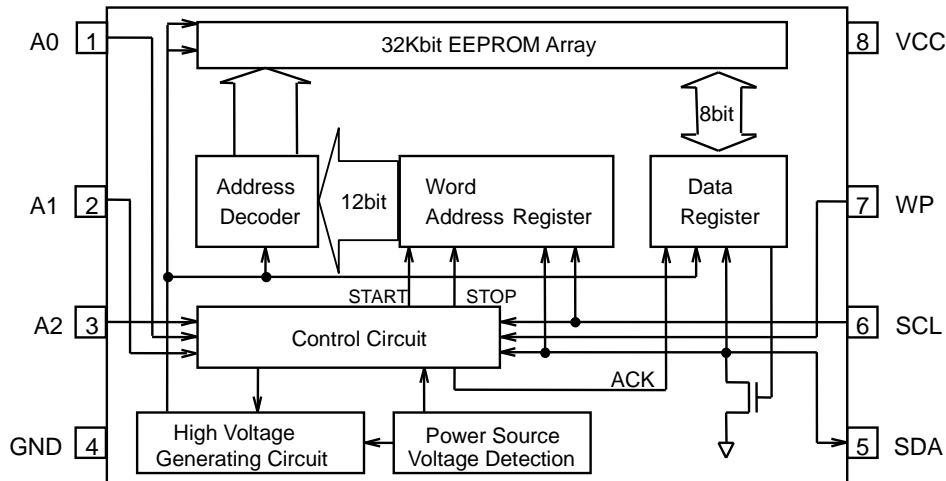 A0 1 32Kbit EEPROM Array 8 VCC
8bit
A1 2 Address
Decoder 12bit Word
Address Register Data
Register 7 WP
START STOP
A2 3 Control Circuit 6 SCL
ACK
GND 4 High Voltage
Generating Circuit Power Source
Voltage Detection 5 SDA